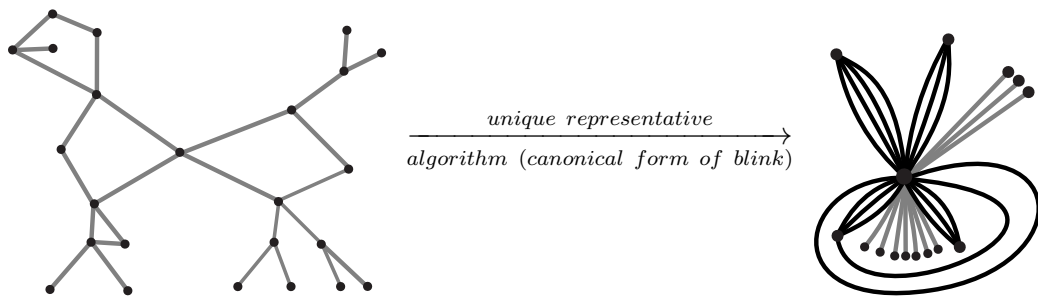 unique representative
algorithm (canonical form of blink)